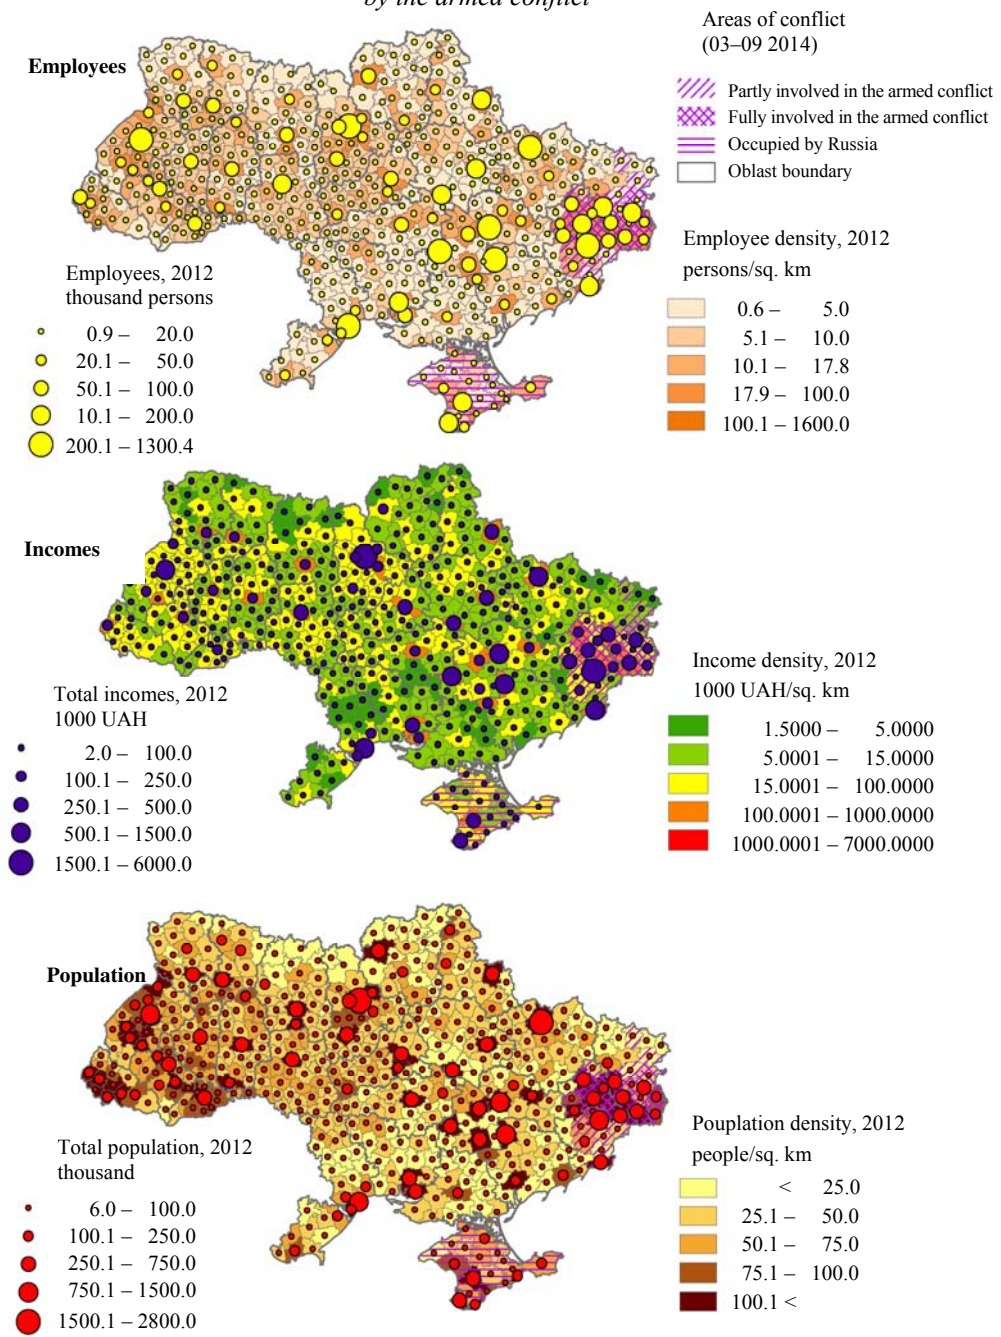 by the armed conflict
Areas of conflict
(03–09 2014)
Employees
Partly involved in the armed conflict
Fully involved in the armed conflict
Occupied by Russia
Oblast boundary
Employee density, 2012
persons/sq. km
0.6 – 5.0
5.1 – 10.0
10.1 – 17.8
17.9 – 100.0
100.1 – 1600.0
Employees, 2012
thousand persons
0.9 – 20.0
20.1 – 50.0
50.1 – 100.0
10.1 – 200.0
200.1 – 1300.4
Incomes
Income density, 2012
1000 UAH/sq. km
1.5000 – 5.0000
5.0001 – 15.0000
15.0001 – 100.0000
100.0001 – 1000.0000
1000.0001 – 7000.0000
Total incomes, 2012
1000 UAH
2.0 – 100.0
100.1 – 250.0
250.1 – 500.0
500.1 – 1500.0
1500.1 – 6000.0
Population
Pouplation density, 2012
people/sq. km
< 25.0
25.1 – 50.0
50.1 – 75.0
75.1 – 100.0
100.1 <
Total population, 2012
thousand
6.0 – 100.0
100.1 – 250.0
250.1 – 750.0
750.1 – 1500.0
1500.1 – 2800.0